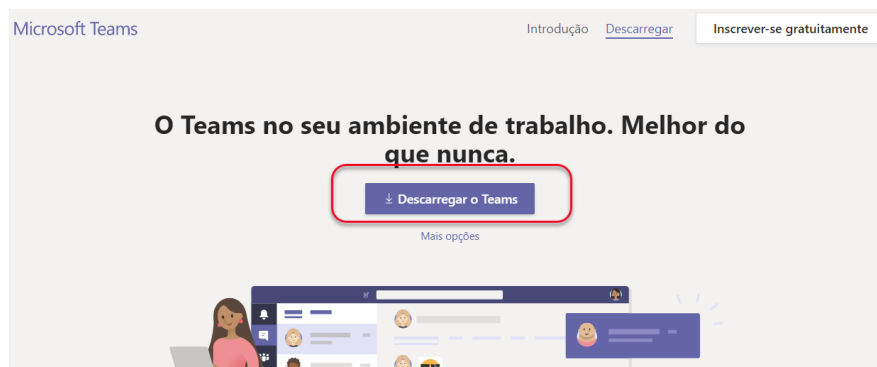 Microsoft Teams
Introdução
Descarregar
Inscrever-se gratuitamente
O Teams no seu ambiente de trabalho. Melhor do
que nunca.
Descarregar o Teams
Mais opções